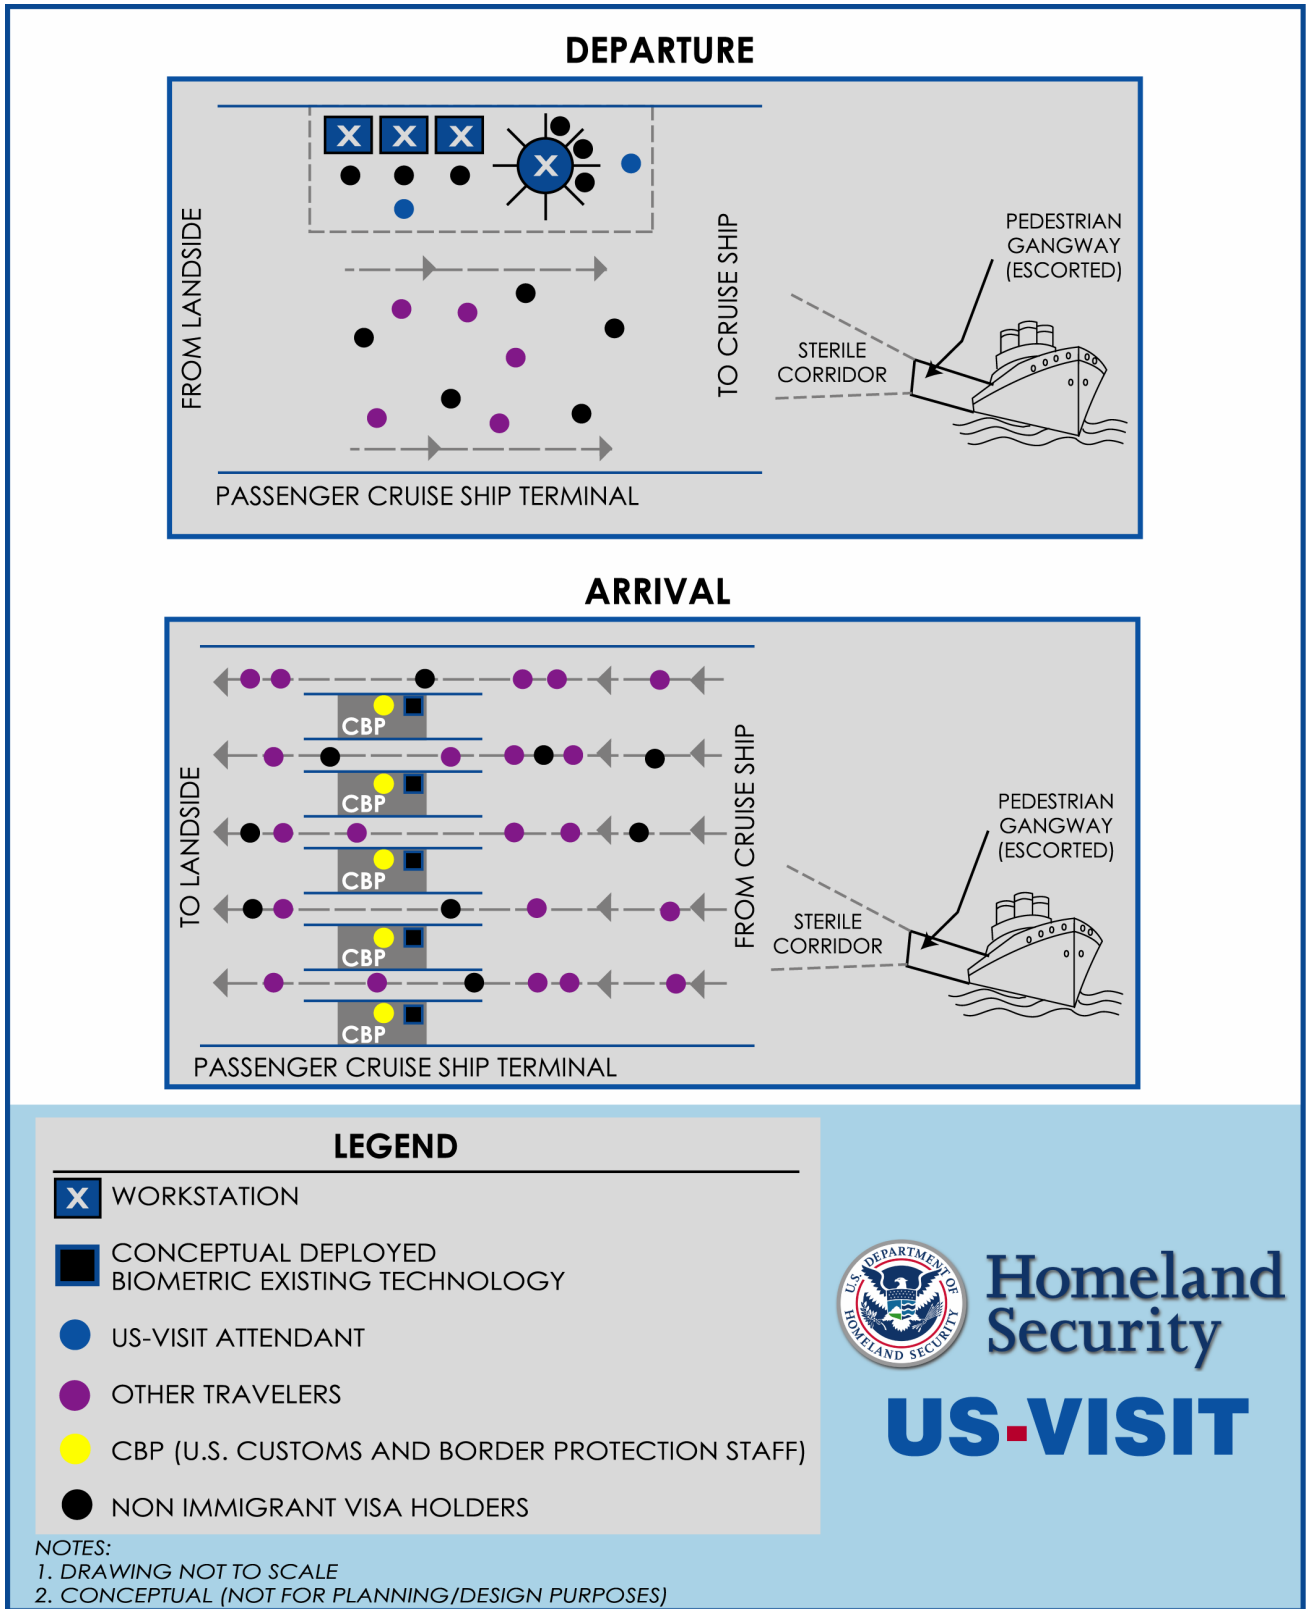 DEPARTURE
X X X
X
FROM LANDSIDE
TO CRUISE SHIP
PEDESTRIAN
GANGWAY
(ESCORTED)
STERILE
CORRIDOR
PASSENGER CRUISE SHIP TERMINAL
ARRIVAL
TO LANDSIDE
CBP
CBP
CBP
CBP
CBP
FROM CRUISE SHIP
PEDESTRIAN
GANGWAY
(ESCORTED)
STERILE
CORRIDOR
PASSENGER CRUISE SHIP TERMINAL
LEGEND
X WORKSTATION
CONCEPTUAL DEPLOYED
BIOMETRIC EXISTING TECHNOLOGY
US-VISIT ATTENDANT
OTHER TRAVELERS
CBP (U.S. CUSTOMS AND BORDER PROTECTION STAFF)
NON IMMIGRANT VISA HOLDERS
U.S. DEPARTMENT OF
HOMELAND SECURITY
Homeland
Security
US-VISIT
NOTES:
1. DRAWING NOT TO SCALE
2. CONCEPTUAL (NOT FOR PLANNING/DESIGN PURPOSES)